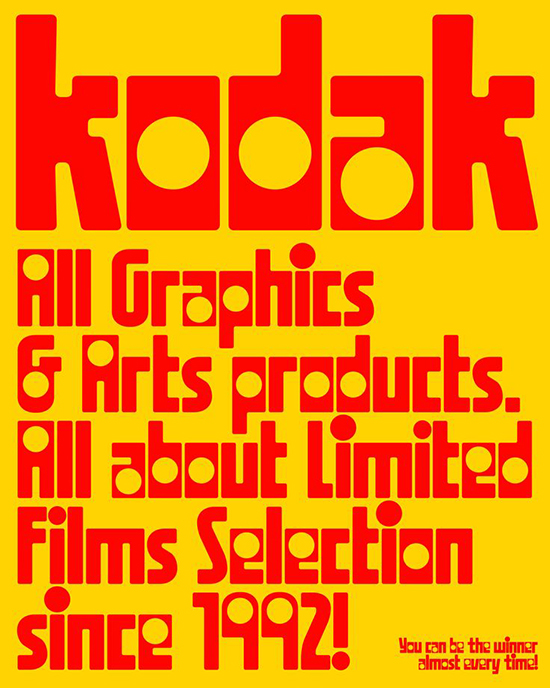 kodak
All Graphics
& Arts products.
All about Limited
Films Selection
since 1992!
You can be the winner
almost every time!